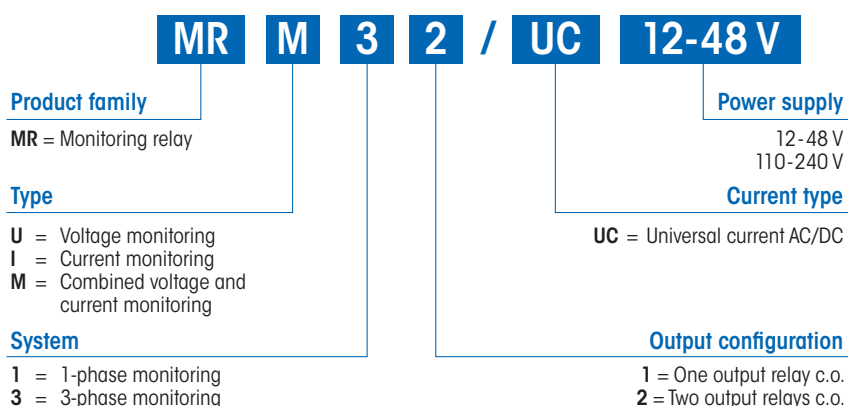 MR M 3 2 / UC 12-48 V
Product family
MR = Monitoring relay
Type
U = Voltage monitoring
I = Current monitoring
M = Combined voltage and
current monitoring
System
1 = 1-phase monitoring
3 = 3-phase monitoring
Power supply
12-48 V
110-240 V
Current type
UC = Universal current AC/DC
Output configuration
1 = One output relay c.o.
2 = Two output relays c.o.